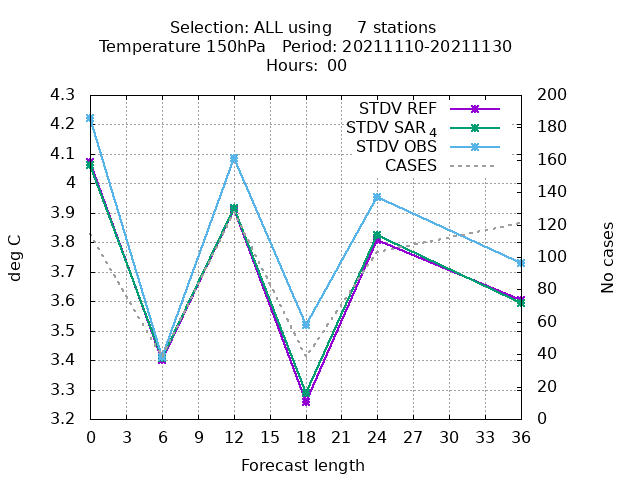 Selection: ALL using     7 stations
Temperature 150hPa   Period: 20211110-20211130
Hours:  00
STDV REF
STDV SAR4
STDV OBS
CASES
4.3
4.2
4.1
4
3.9
3.8
3.7
3.6
3.5
3.4
3.3
3.2
deg C
200
180
160
140
120
100
80
60
40
20
0
No cases
0 3 6 9 12 15 18 21 24 27 30 33 36
Forecast length